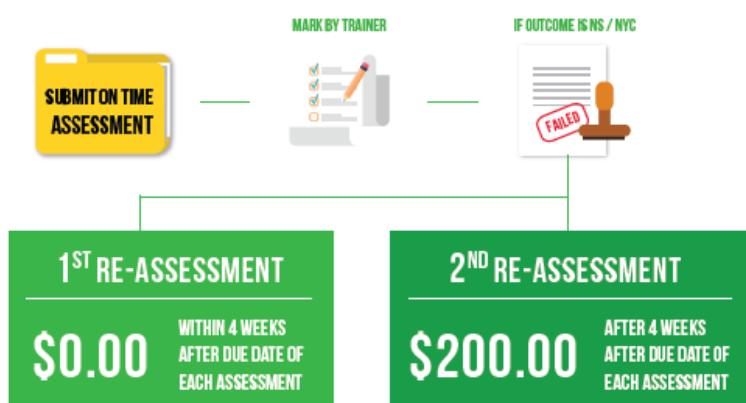 MARK BY TRAINER
IF OUTCOME IS NS / NYC
SUBMIT ON TIME
ASSESSMENT
FAILED
1ST RE-ASSESSMENT
$0.00
WITHIN 4 WEEKS
AFTER DUE DATE OF
EACH ASSESSMENT
2ND RE-ASSESSMENT
$200.00
AFTER 4 WEEKS
AFTER DUE DATE OF
EACH ASSESSMENT